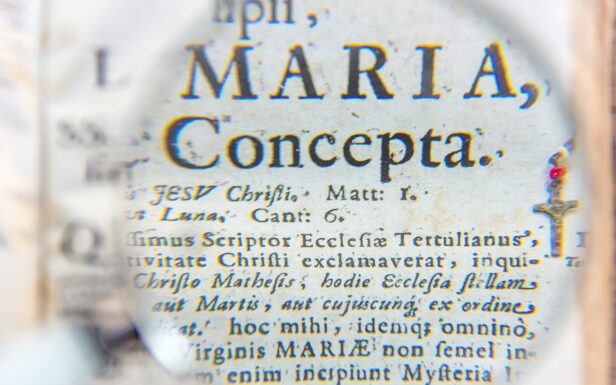 MARIA,
Concepta.
JESV Chriſti. Matt: 1.
Luna. Cant: 6.
ſſimus Scriptor Eccleſiæ Tertulianus,
tivitate Chriſti exclamaverat, inqui-
Chriſto Matheſis, hodie Eccleſia ſtellam
aut Martis, aut cujuscunq; ex ordine
hoc mihi, idemq; omnino,
Virginis MARIÆ non ſemel in-
enim incipiunt Myſteria